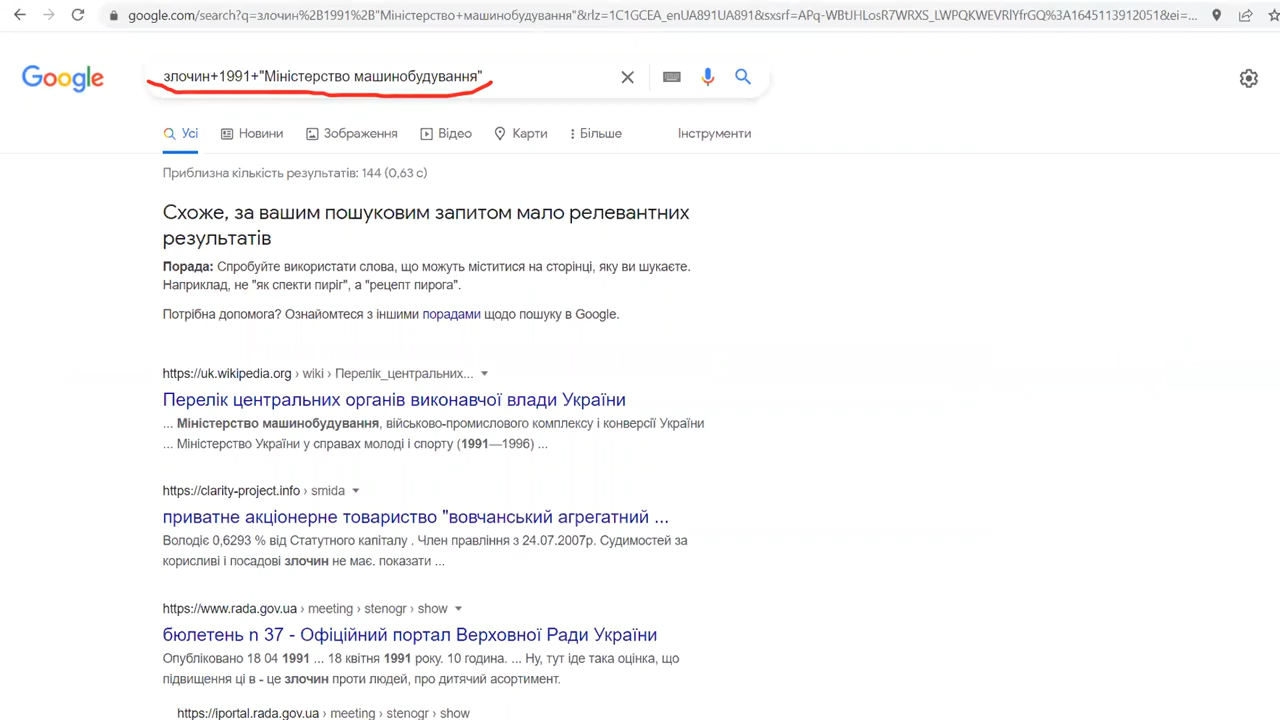 google.com/search?q=злочин%2B1991%2B"Міністерство+машинобудування"&rlz=1C1GCEA_enUA891UA891&sxsrf=APq-WBtJHLosR7WRXS_LWPQKWEVRlYfrGQ%3A1645113912051&ei=...
Google
злочин+1991+"Міністерство машинобудування"
Усі Новини Зображення Відео Карти Більше Інструменти
Приблизна кількість результатів: 144 (0,63 с)
Схоже, за вашим пошуковим запитом мало релевантних
результатів
Порада: Спробуйте використати слова, що можуть міститися на сторінці, яку ви шукаєте.
Наприклад, не "як спекти пиріг", а "рецепт пирога".
Потрібна допомога? Ознайомтеся з іншими порадами щодо пошуку в Google.
https://uk.wikipedia.org › wiki › Перелік_центральних...
Перелік центральних органів виконавчої влади України
... Міністерство машинобудування, військово-промислового комплексу і конверсії України
... Міністерство України у справах молоді і спорту (1991—1996) ...
https://clarity-project.info › smida
приватне акціонерне товариство "вовчанський агрегатний ...
Володіє 0,6293 % від Статутного капіталу . Член правління з 24.07.2007р. Судимостей за
корисливі і посадові злочин не має. показати ...
https://www.rada.gov.ua › meeting › stenogr › show
бюлетень n 37 - Офіційний портал Верховної Ради України
Опубліковано 18 04 1991 ... 18 квітня 1991 року. 10 година. ... Ну, тут іде така оцінка, що
підвищення ці в - це злочин проти людей, про дитячий асортимент.
https://iportal.rada.gov.ua › meeting › stenogr › show